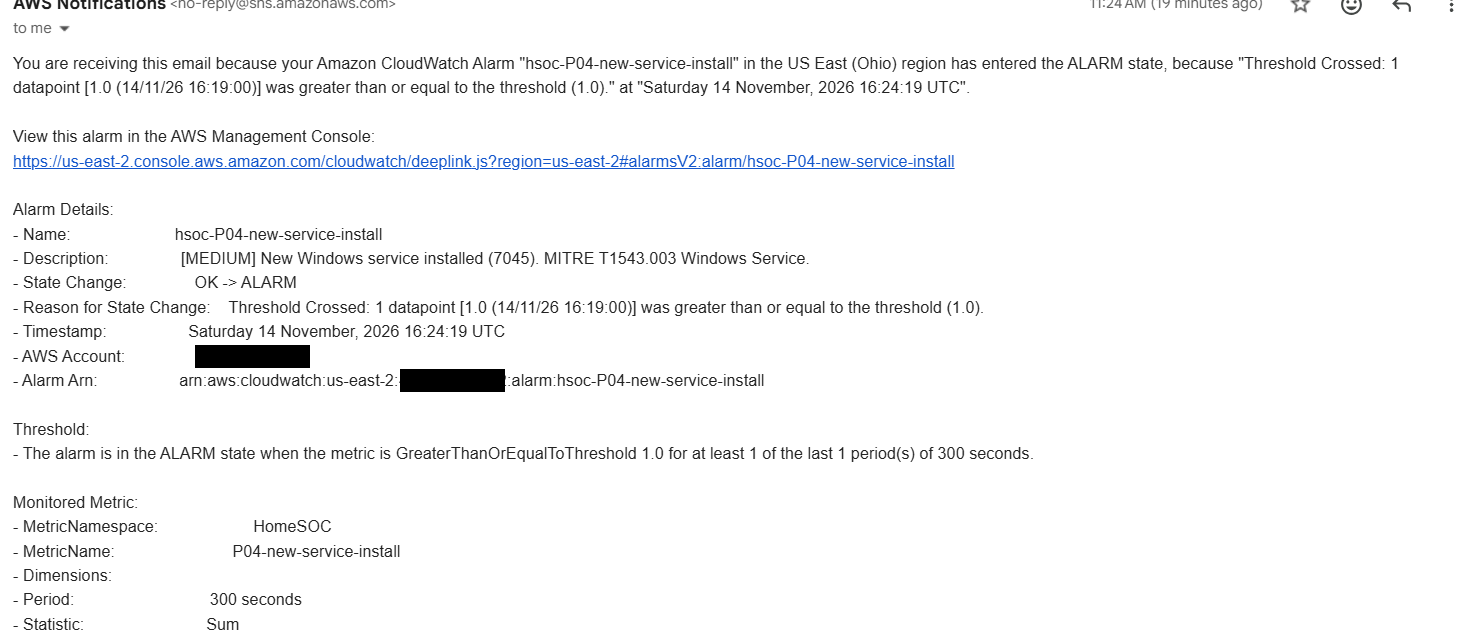 AWS Notifications <no-reply@sns.amazonaws.com> 11:24 AM (19 minutes ago)
to me
You are receiving this email because your Amazon CloudWatch Alarm "hsoc-P04-new-service-install" in the US East (Ohio) region has entered the ALARM state, because "Threshold Crossed: 1
datapoint [1.0 (14/11/26 16:19:00)] was greater than or equal to the threshold (1.0)." at "Saturday 14 November, 2026 16:24:19 UTC".
View this alarm in the AWS Management Console:
https://us-east-2.console.aws.amazon.com/cloudwatch/deeplink.js?region=us-east-2#alarmsV2:alarm/hsoc-P04-new-service-install
Alarm Details:
- Name: hsoc-P04-new-service-install
- Description: [MEDIUM] New Windows service installed (7045). MITRE T1543.003 Windows Service.
- State Change: OK -> ALARM
- Reason for State Change: Threshold Crossed: 1 datapoint [1.0 (14/11/26 16:19:00)] was greater than or equal to the threshold (1.0).
- Timestamp: Saturday 14 November, 2026 16:24:19 UTC
- AWS Account:
- Alarm Arn: arn:aws:cloudwatch:us-east-2: :alarm:hsoc-P04-new-service-install
Threshold:
- The alarm is in the ALARM state when the metric is GreaterThanOrEqualToThreshold 1.0 for at least 1 of the last 1 period(s) of 300 seconds.
Monitored Metric:
- MetricNamespace: HomeSOC
- MetricName: P04-new-service-install
- Dimensions:
- Period: 300 seconds
- Statistic: Sum